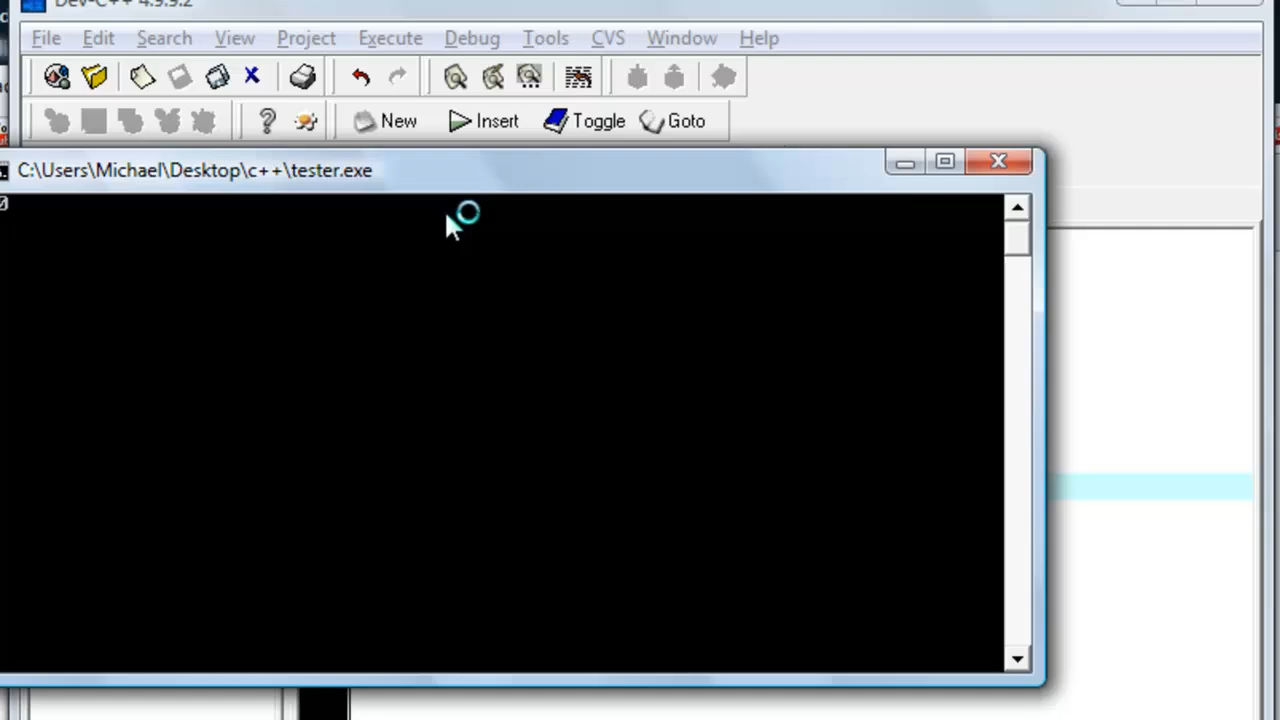 Dev-C++ 4.9.9.2
File Edit Search View Project Execute Debug Tools CVS Window Help
New Insert Toggle Goto
C:\Users\Michael\Desktop\c++\tester.exe
0